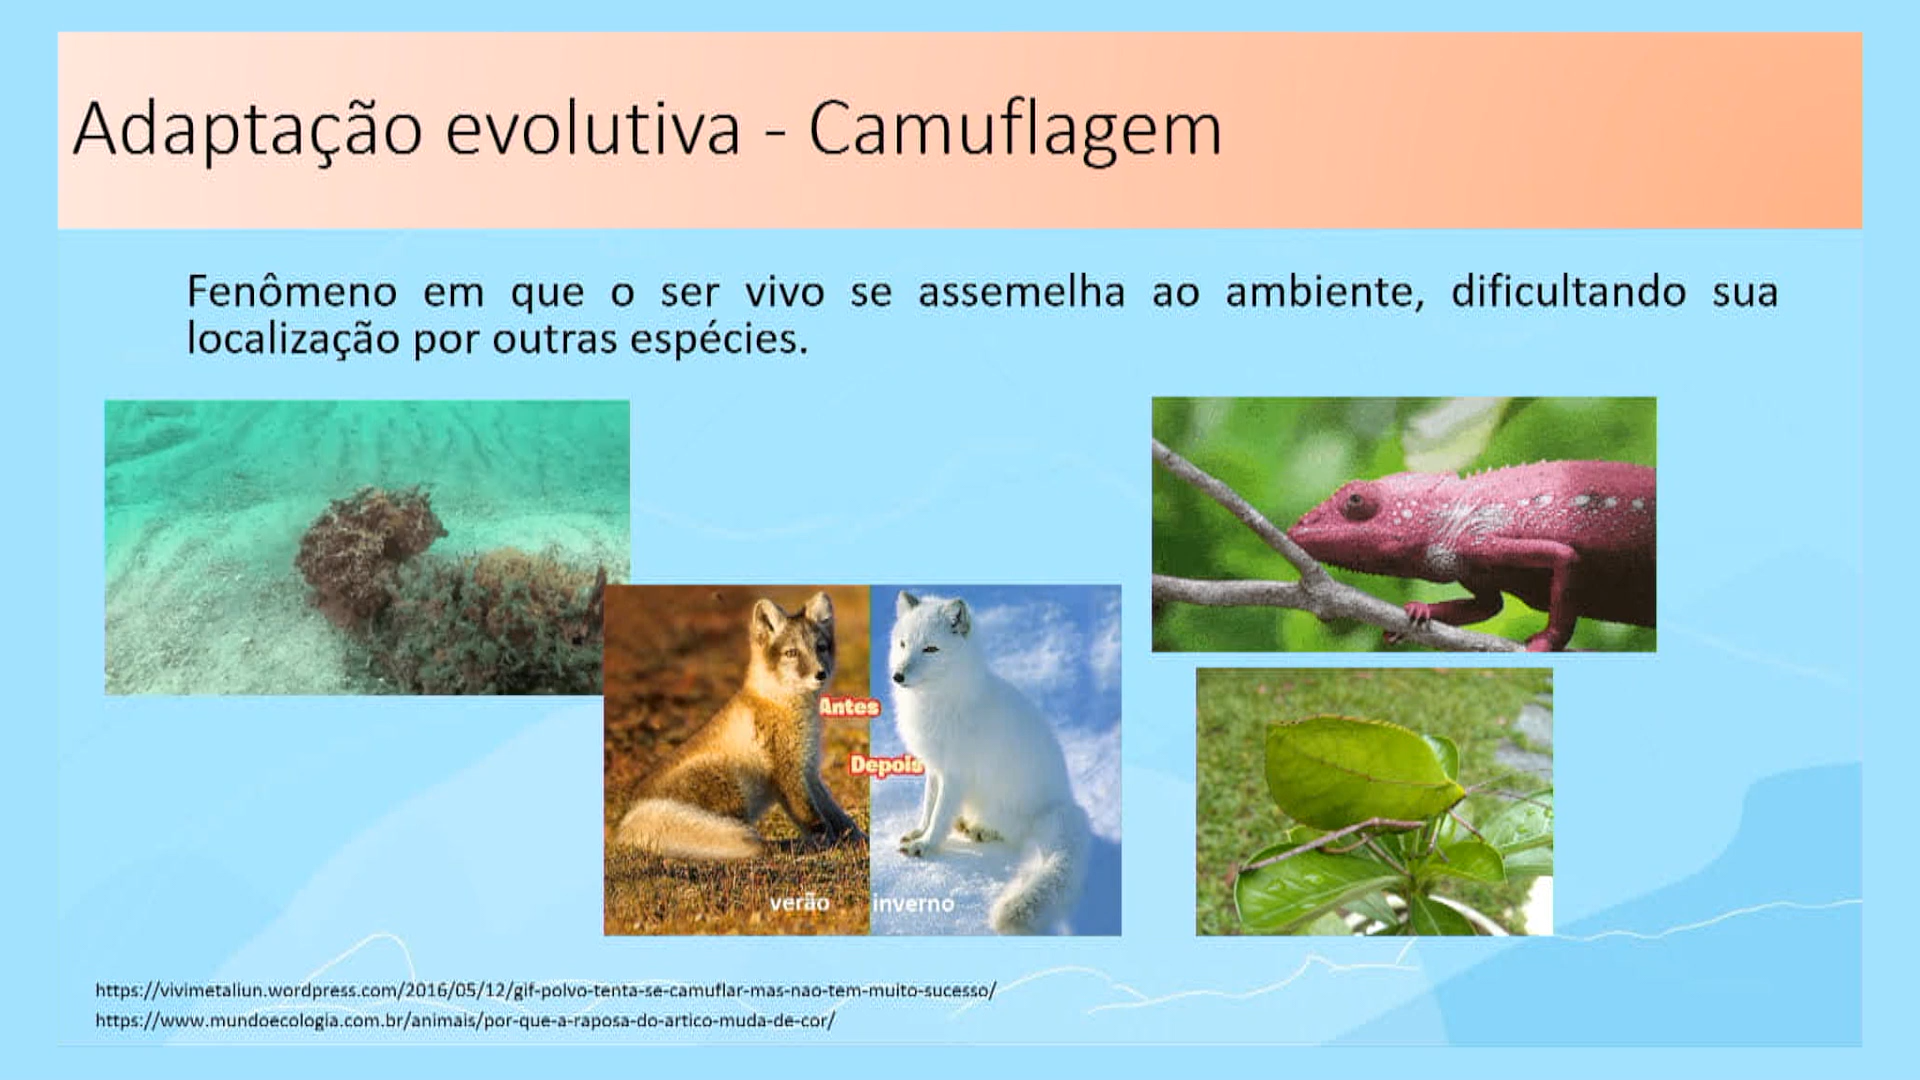 Adaptação evolutiva - Camuflagem
Fenômeno em que o ser vivo se assemelha ao ambiente, dificultando sua
localização por outras espécies.
Antes
Depois
verão
inverno
https://vivimetaliun.wordpress.com/2016/05/12/gif-polvo-tenta-se-camuflar-mas-nao-tem-muito-sucesso/
https://www.mundoecologia.com.br/animais/por-que-a-raposa-do-artico-muda-de-cor/